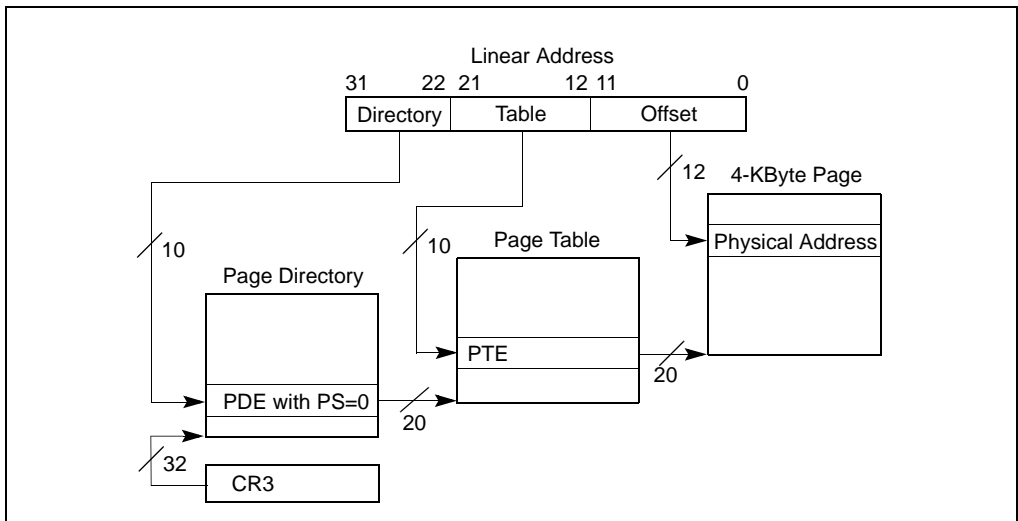 Linear Address
31 22 21 12 11 0
Directory Table Offset
12
4-KByte Page
Physical Address
10
10
Page Table
Page Directory
PTE
20
PDE with PS=0
20
32
CR3